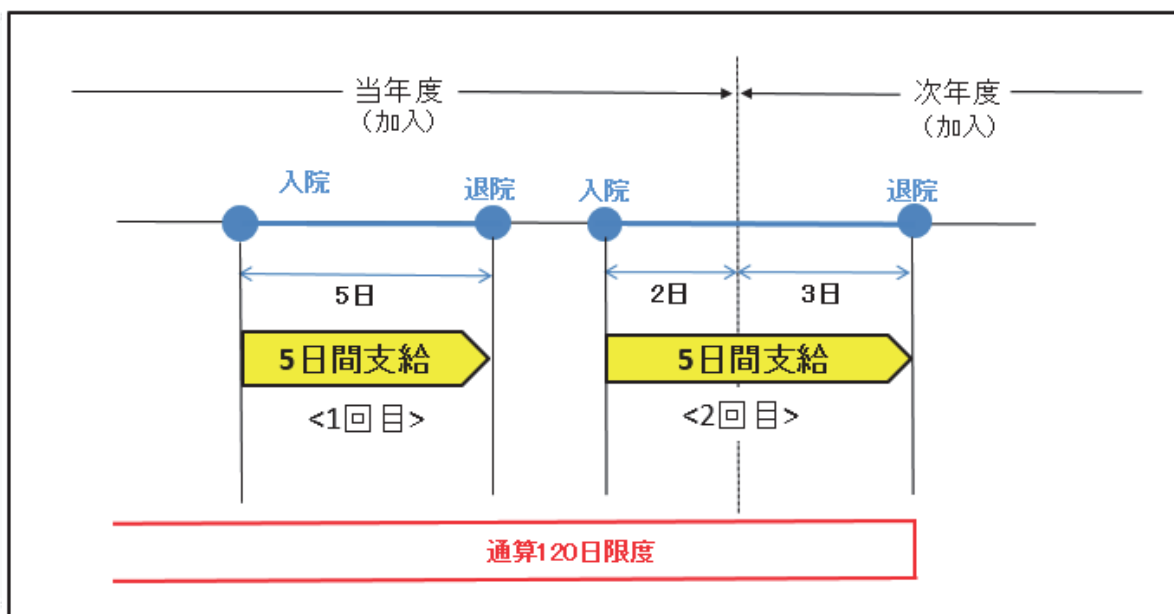 当年度
(加入)
次年度
(加入)
入院
退院
入院
退院
5日
2日
3日
5日間支給
5日間支給
<1回目>
<2回目>
通算120日限度